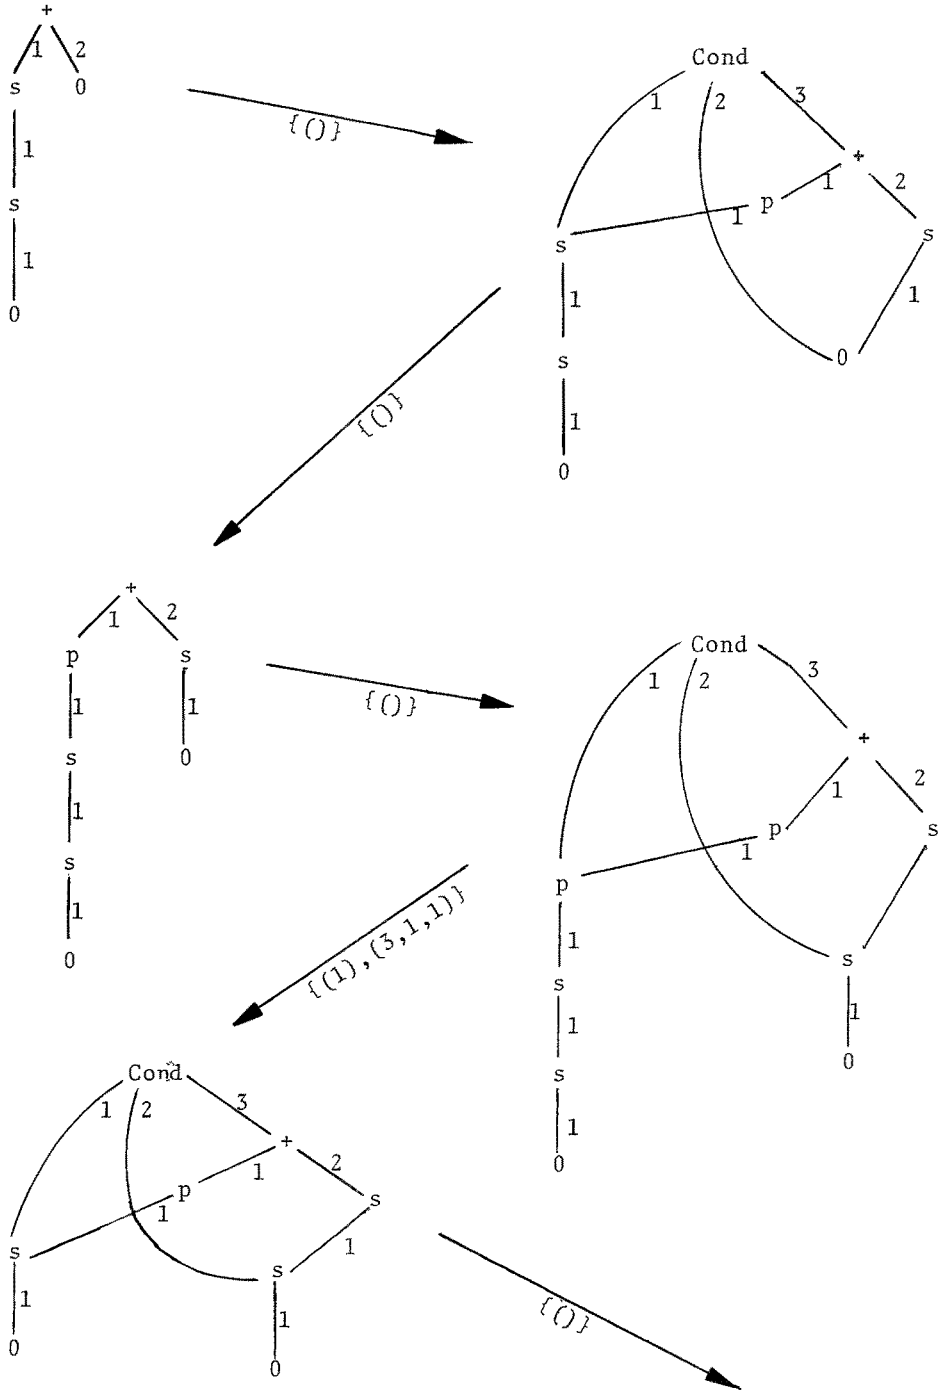 +
1 2
s 0
1
s
1
0
{()}
Cond
1 2 3
+
1 2
p
1
s s
1 1
s 0
1
0
{()}
+
1 2
p s
1 1
s 0
1
s
1
0
{()}
Cond
1 2 3
+
1 2
p s
1
p
1 s
s 1
1 0
s
1
0
{(1),(3,1,1)}
Cond
1 2 3
+
1 2
p s
1 1
s s
1 1
0 0
{()}